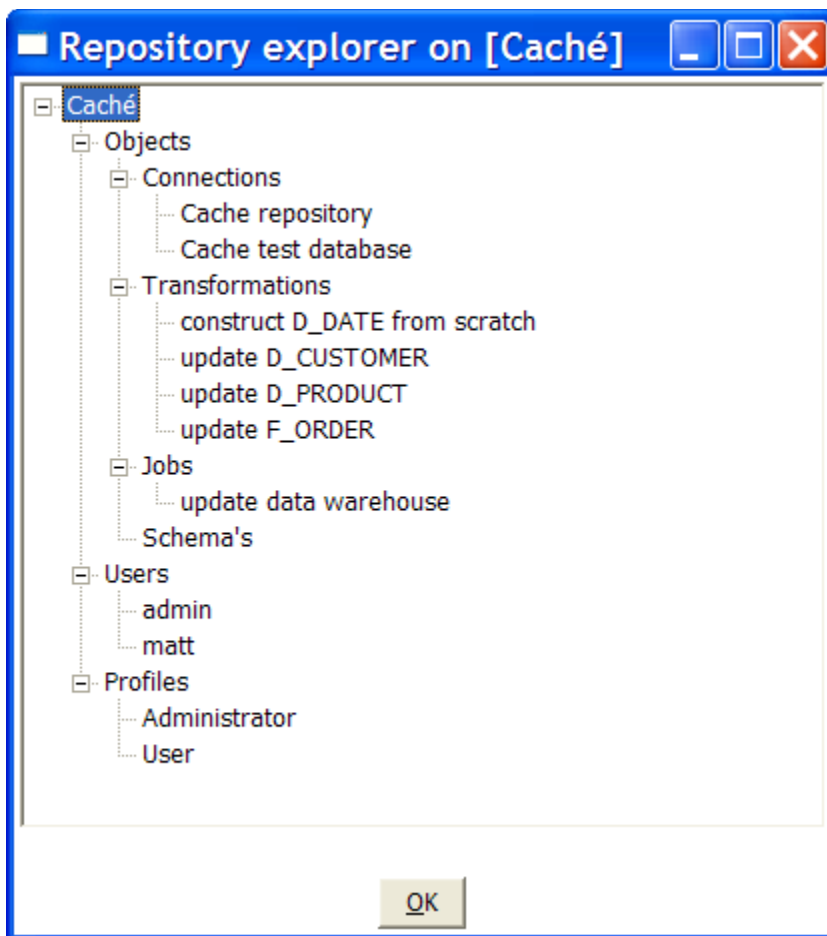 Repository explorer on [Caché]
Caché
Objects
Connections
Cache repository
Cache test database
Transformations
construct D_DATE from scratch
update D_CUSTOMER
update D_PRODUCT
update F_ORDER
Jobs
update data warehouse
Schema's
Users
admin
matt
Profiles
Administrator
User
OK